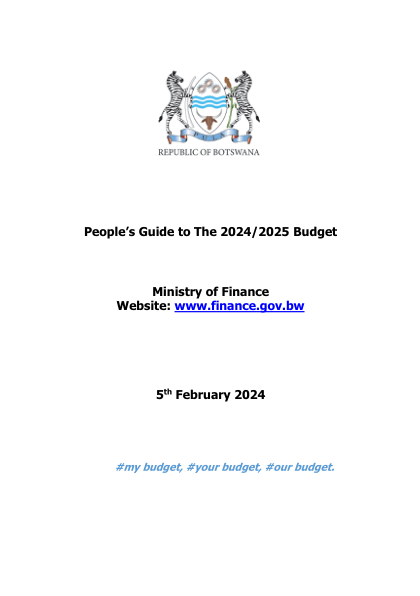 PULA
REPUBLIC OF BOTSWANA
People's Guide to The 2024/2025 Budget
Ministry of Finance
Website: www.finance.gov.bw
5th February 2024
#my budget, #your budget, #our budget.